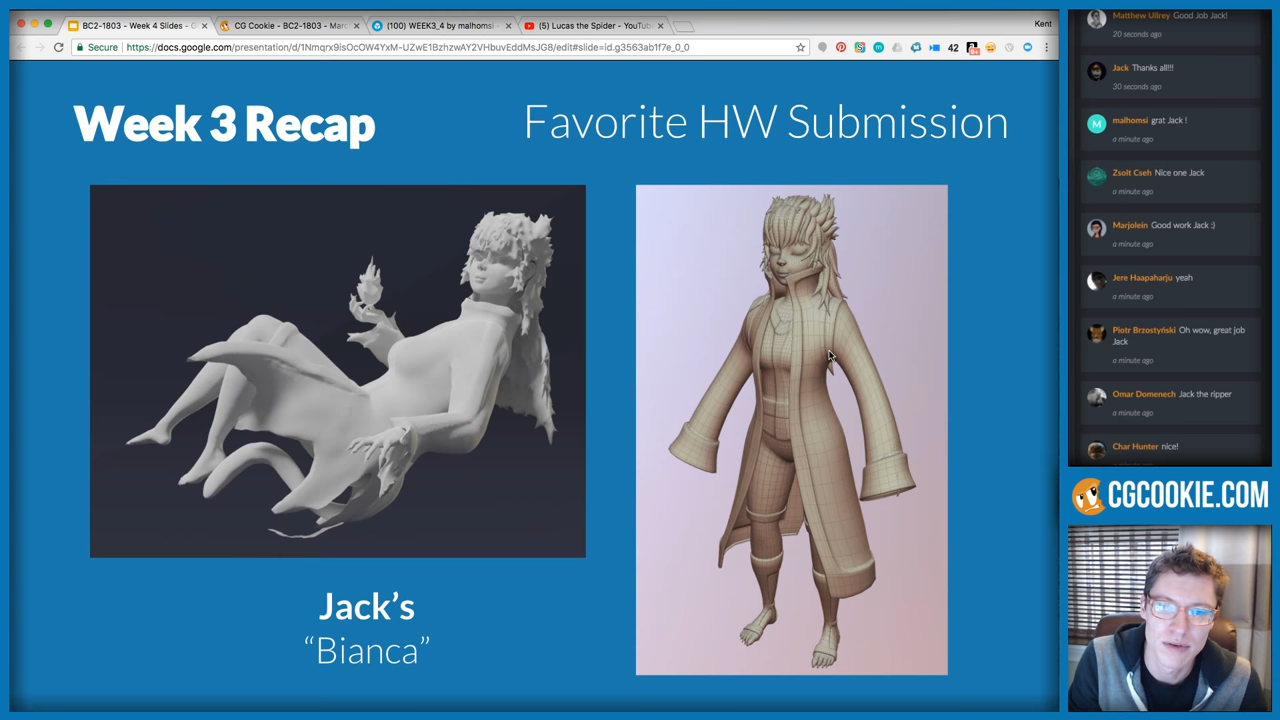 BC2-1803 - Week 4 Slides - G
CG Cookie - BC2-1803 - Marc
(100) WEEK3_4 by malhomsi -
(5) Lucas the Spider - YouTube
Kent
Secure
https://docs.google.com/presentation/d/1Nmqrx9isOcOW4YxM-UZwE1BzhzwAY2VHbuvEddMsJG8/edit#slide=id.g3563ab1f7e_0_0
42
Week 3 Recap
Favorite HW Submission
Jack's
"Bianca"
Matthew Ullrey Good Job Jack!
20 seconds ago
Jack Thanks all!!!
30 seconds ago
M
malhomsi grat Jack !
a minute ago
Zsolt Cseh Nice one Jack
a minute ago
Marjolein Good work Jack :)
a minute ago
Jere Haapaharju yeah
a minute ago
Piotr Brzostyński Oh wow, great job
Jack
a minute ago
Omar Domenech Jack the ripper
a minute ago
Char Hunter nice!
CGCOOKIE.COM